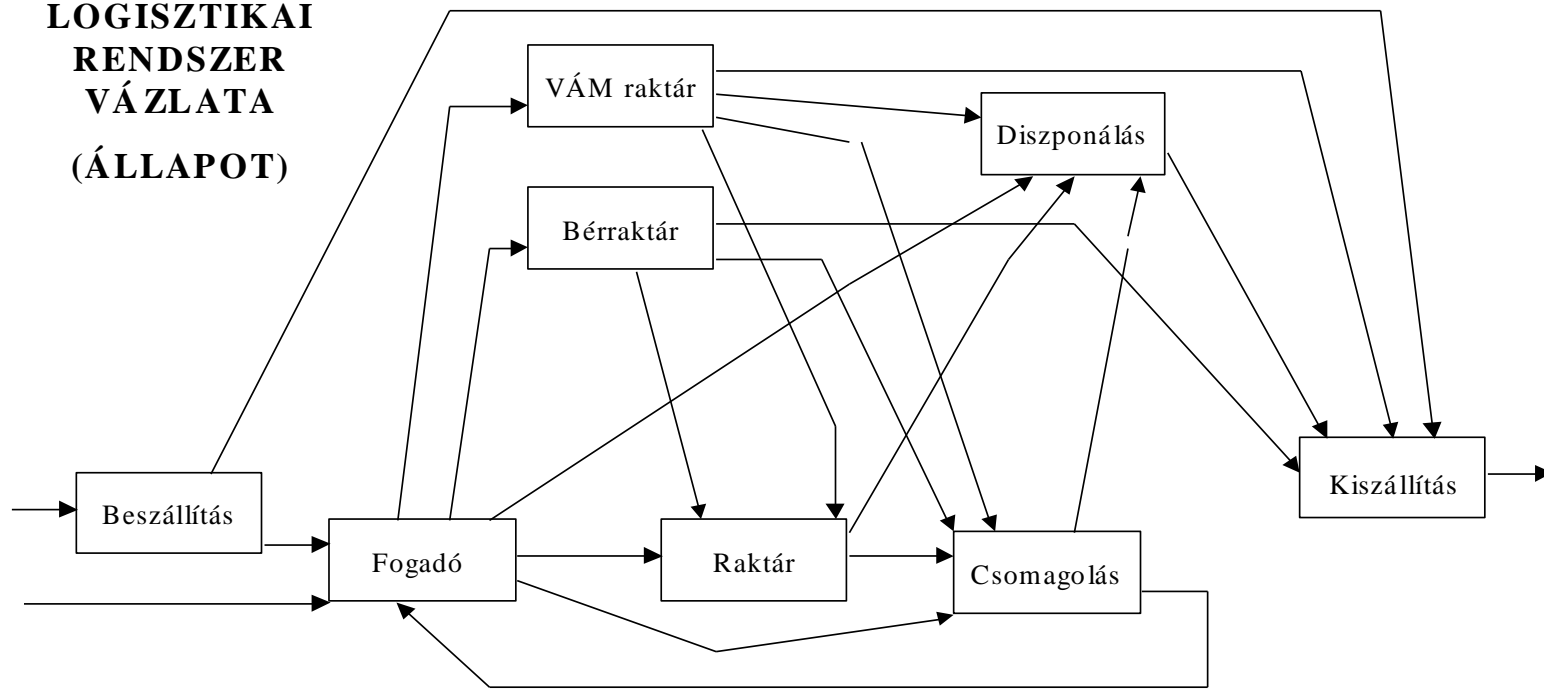 LOGISZTIKAI
RENDSZER
VÁZLATA
(ÁLLAPOT)
VÁM raktár
Diszponálás
Bérraktár
Beszállítás
Fogadó
Raktár
Csomagolás
Kiszállítás